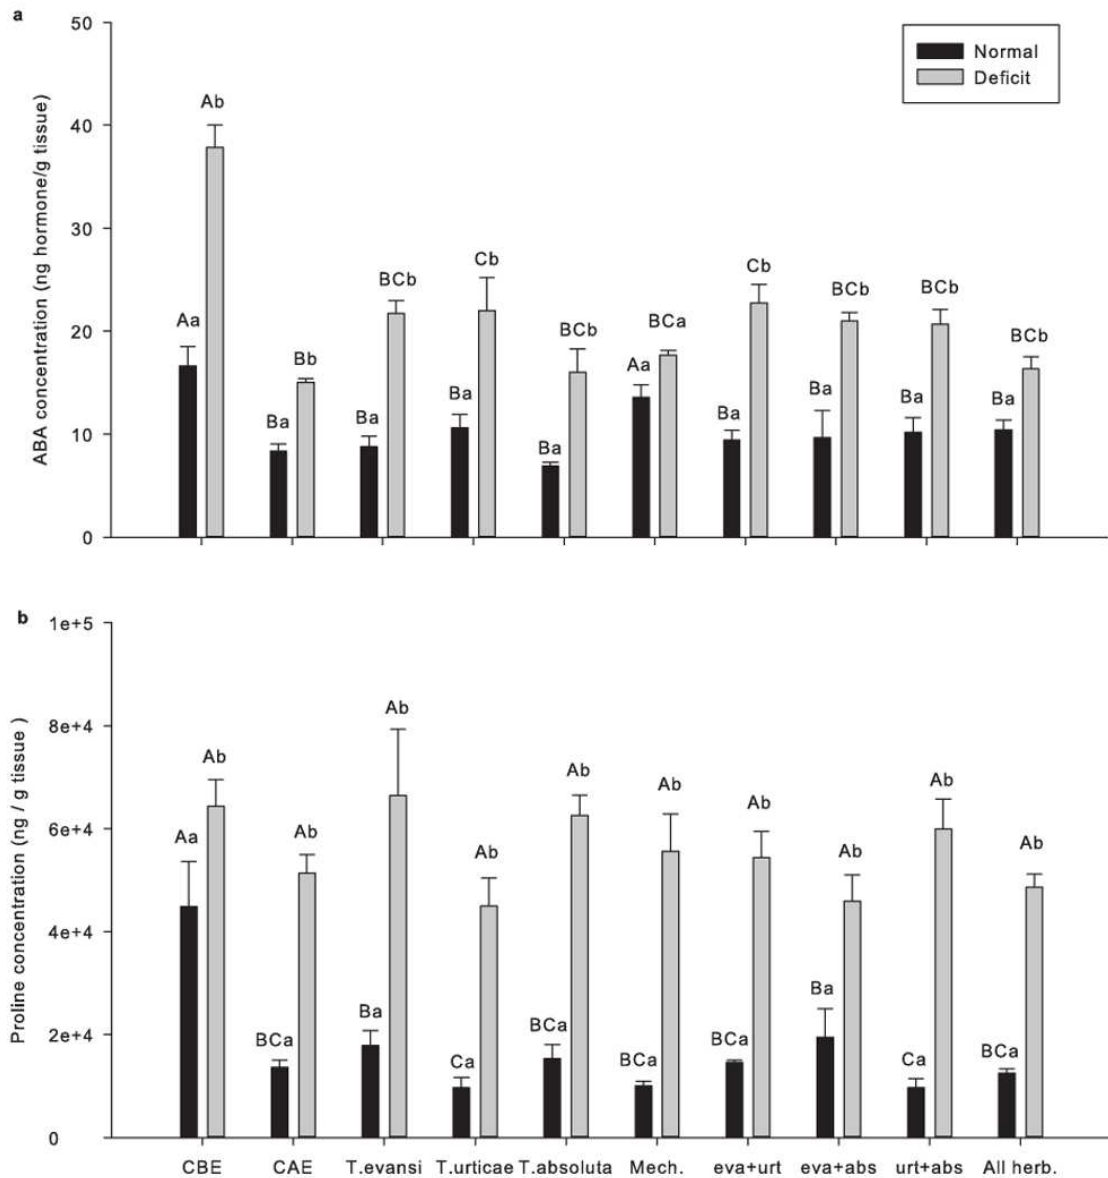 a
50
40
30
20
10
0
ABA concentration (ng hormone/g tissue)
Normal
Deficit
Aa
Ab
Ba
Bb
Ba
BCb
Ba
Cb
Ba
BCb
Aa
BCa
Ba
Cb
Ba
BCb
Ba
BCb
Ba
BCb
b
1e+5
8e+4
6e+4
4e+4
2e+4
0
Proline concentration (ng / g tissue )
Aa
Ab
BCa
Ab
Ba
Ab
Ca
Ab
BCa
Ab
BCa
Ab
BCa
Ab
Ba
Ab
Ca
Ab
BCa
Ab
CBE CAE T.evansi T.urticae T.absoluta Mech. eva+urt eva+abs urt+abs All herb.